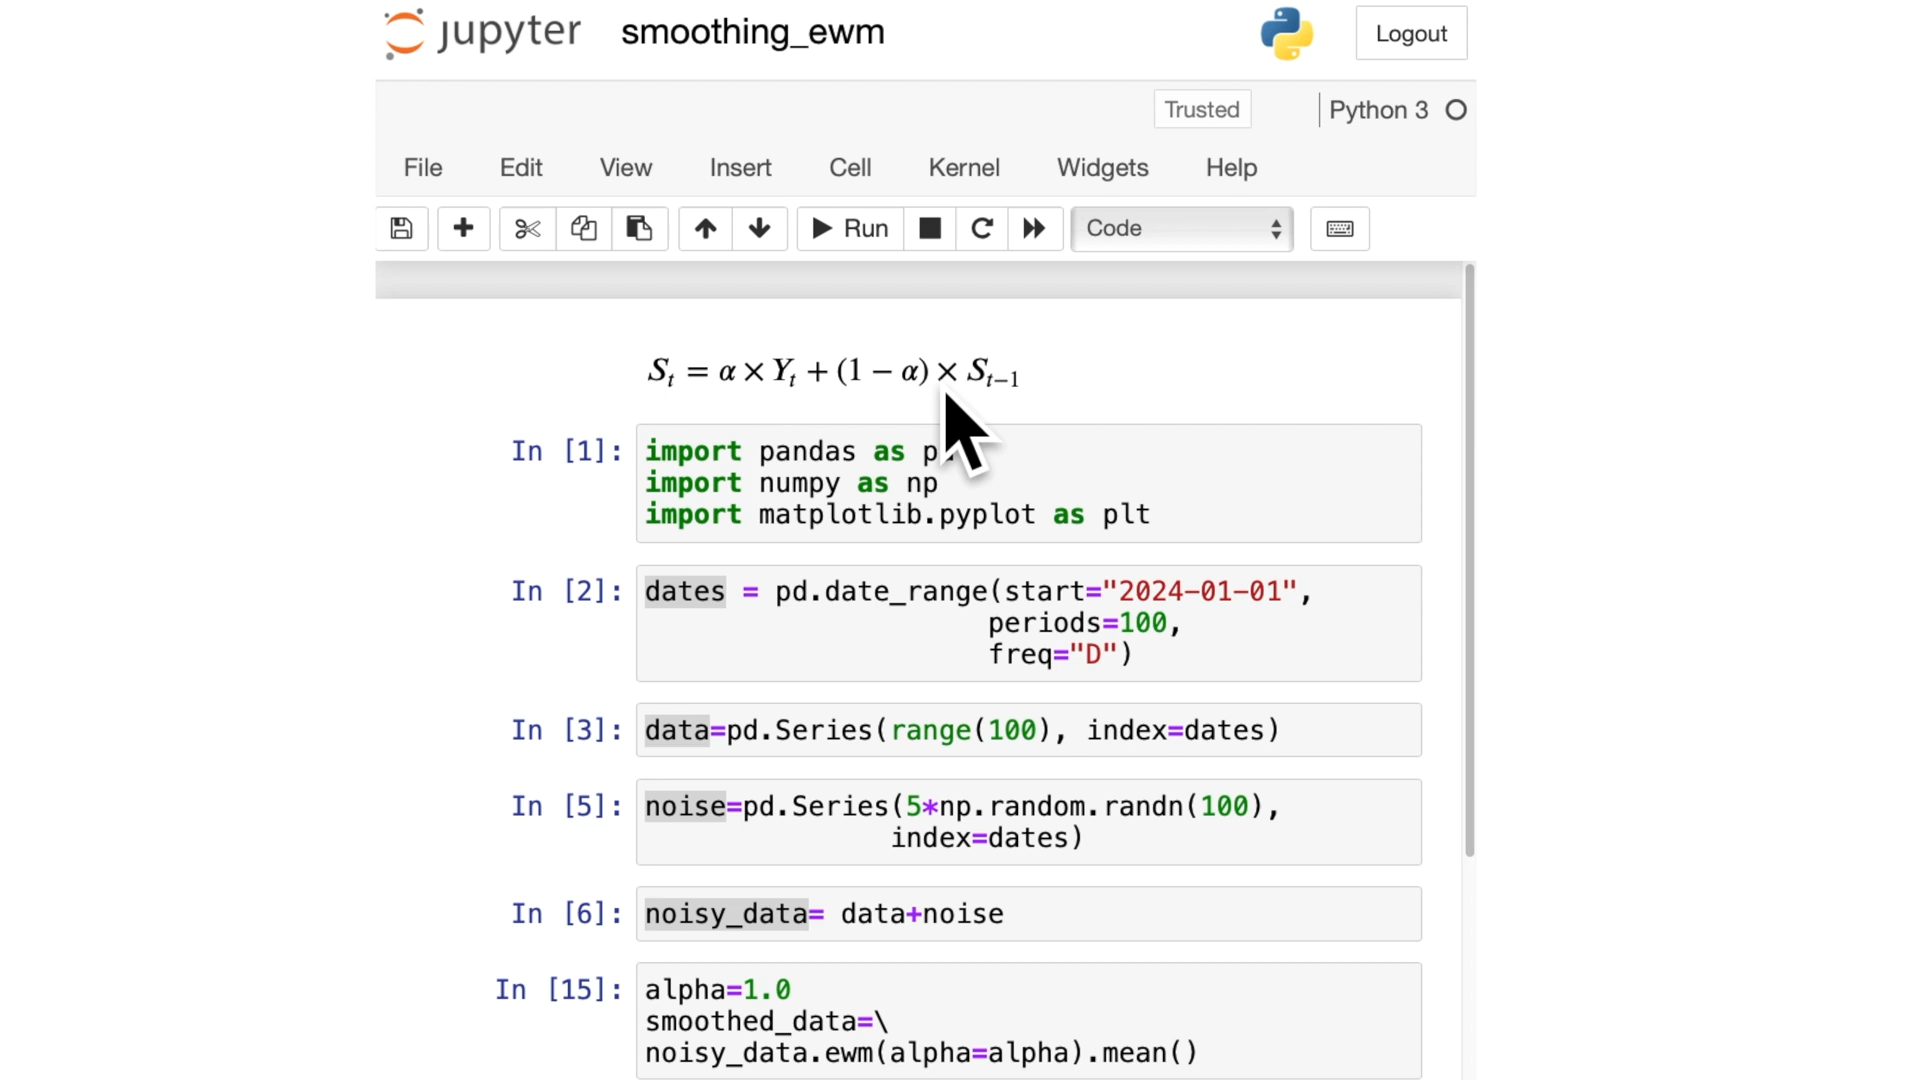 jupyter smoothing_ewm Logout
Trusted Python 3
File Edit View Insert Cell Kernel Widgets Help
Run Code
S_t = α × Y_t + (1 − α) × S_{t−1}
In [1]: import pandas as
import numpy as np
import matplotlib.pyplot as plt
In [2]: dates = pd.date_range(start="2024-01-01",
periods=100,
freq="D")
In [3]: data=pd.Series(range(100), index=dates)
In [5]: noise=pd.Series(5*np.random.randn(100),
index=dates)
In [6]: noisy_data= data+noise
In [15]: alpha=1.0
smoothed_data=\
noisy_data.ewm(alpha=alpha).mean()